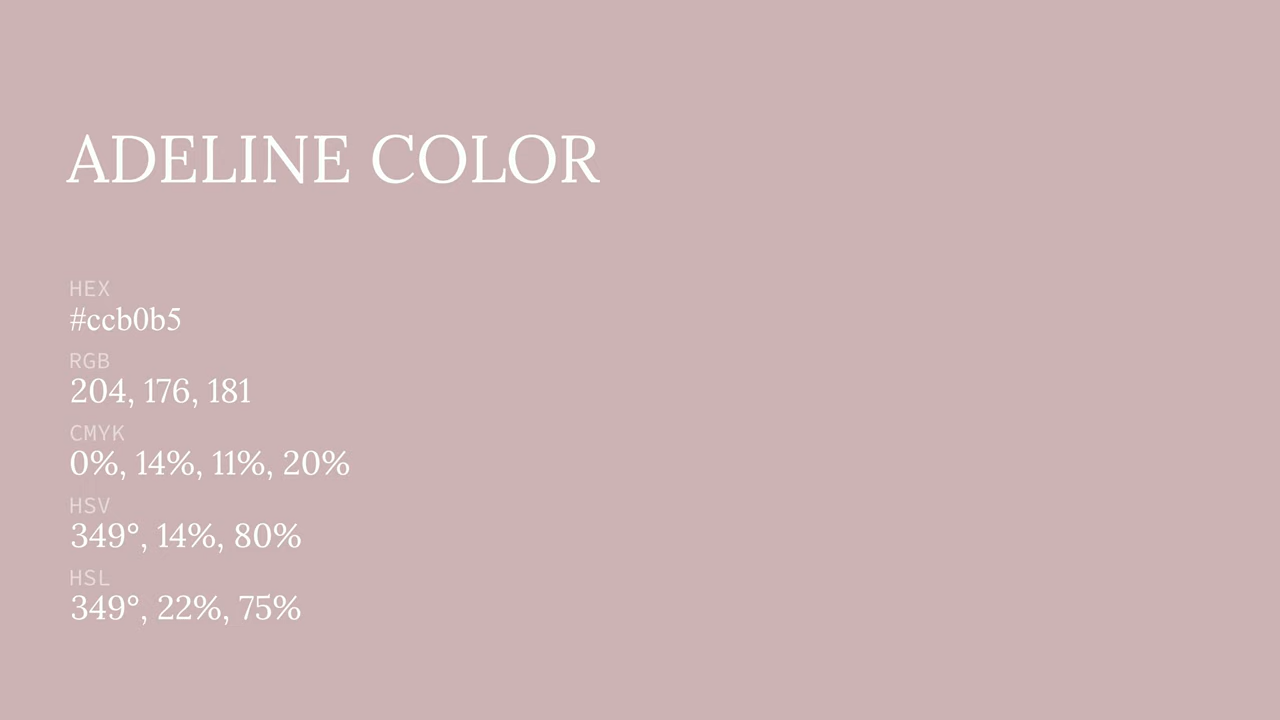 ADELINE COLOR
HEX
#ccb0b5
RGB
204, 176, 181
CMYK
0%, 14%, 11%, 20%
HSV
349°, 14%, 80%
HSL
349°, 22%, 75%